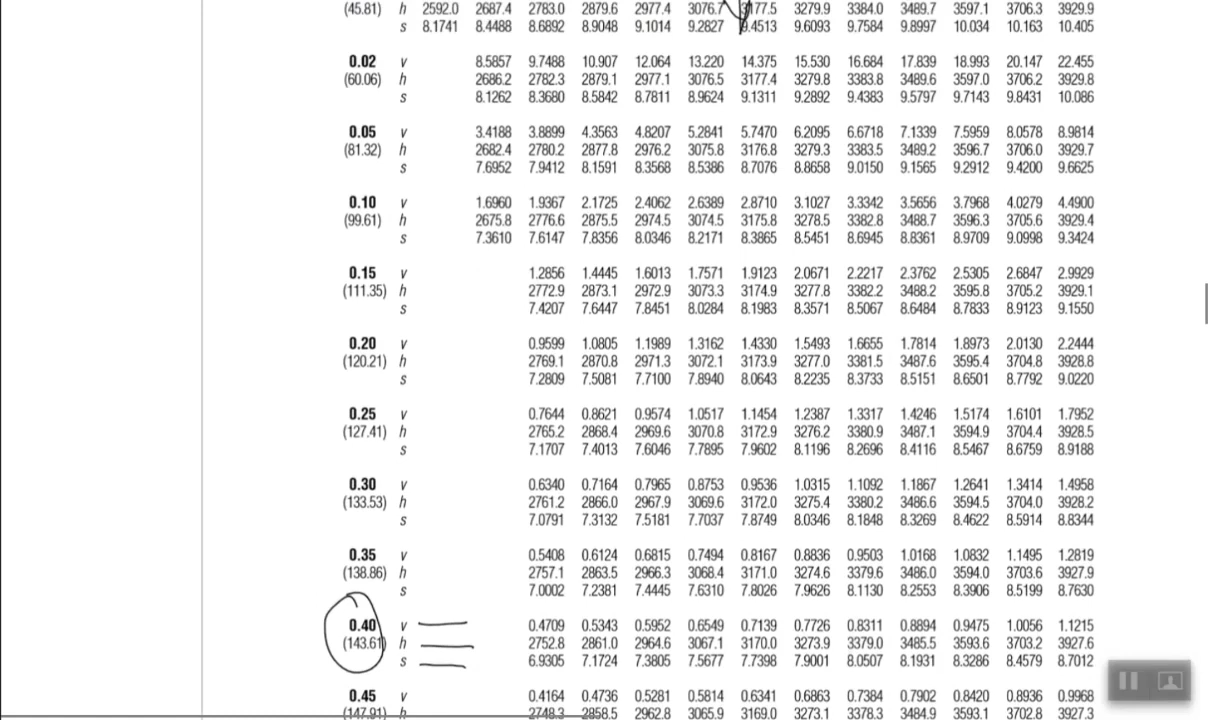 (45.81) h 2592.0 2687.4 2783.0 2879.6 2977.4 3076.7 3177.5 3279.9 3384.0 3489.7 3597.1 3706.3 3929.9
s 8.1741 8.4488 8.6892 8.9048 9.1014 9.2827 9.4513 9.6093 9.7584 9.8997 10.034 10.163 10.405
0.02 v 8.5857 9.7488 10.907 12.064 13.220 14.375 15.530 16.684 17.839 18.993 20.147 22.455
(60.06) h 2686.2 2782.3 2879.1 2977.1 3076.5 3177.4 3279.8 3383.8 3489.6 3597.0 3706.2 3929.8
s 8.1262 8.3680 8.5842 8.7811 8.9624 9.1311 9.2892 9.4383 9.5797 9.7143 9.8431 10.086
0.05 v 3.4188 3.8899 4.3563 4.8207 5.2841 5.7470 6.2095 6.6718 7.1339 7.5959 8.0578 8.9814
(81.32) h 2682.4 2780.2 2877.8 2976.2 3075.8 3176.8 3279.3 3383.5 3489.2 3596.7 3706.0 3929.7
s 7.6952 7.9412 8.1591 8.3568 8.5386 8.7076 8.8658 9.0150 9.1565 9.2912 9.4200 9.6625
0.10 v 1.6960 1.9367 2.1725 2.4062 2.6389 2.8710 3.1027 3.3342 3.5656 3.7968 4.0279 4.4900
(99.61) h 2675.8 2776.6 2875.5 2974.5 3074.5 3175.8 3278.5 3382.8 3488.7 3596.3 3705.6 3929.4
s 7.3610 7.6147 7.8356 8.0346 8.2171 8.3865 8.5451 8.6945 8.8361 8.9709 9.0998 9.3424
0.15 v 1.2856 1.4445 1.6013 1.7571 1.9123 2.0671 2.2217 2.3762 2.5305 2.6847 2.9929
(111.35) h 2772.9 2873.1 2972.9 3073.3 3174.9 3277.8 3382.2 3488.2 3595.8 3705.2 3929.1
s 7.4207 7.6447 7.8451 8.0284 8.1983 8.3571 8.5067 8.6484 8.7833 8.9123 9.1550
0.20 v 0.9599 1.0805 1.1989 1.3162 1.4330 1.5493 1.6655 1.7814 1.8973 2.0130 2.2444
(120.21) h 2769.1 2870.8 2971.3 3072.1 3173.9 3277.0 3381.5 3487.6 3595.4 3704.8 3928.8
s 7.2809 7.5081 7.7100 7.8940 8.0643 8.2235 8.3733 8.5151 8.6501 8.7792 9.0220
0.25 v 0.7644 0.8621 0.9574 1.0517 1.1454 1.2387 1.3317 1.4246 1.5174 1.6101 1.7952
(127.41) h 2765.2 2868.4 2969.6 3070.8 3172.9 3276.2 3380.9 3487.1 3594.9 3704.4 3928.5
s 7.1707 7.4013 7.6046 7.7895 7.9602 8.1196 8.2696 8.4116 8.5467 8.6759 8.9188
0.30 v 0.6340 0.7164 0.7965 0.8753 0.9536 1.0315 1.1092 1.1867 1.2641 1.3414 1.4958
(133.53) h 2761.2 2866.0 2967.9 3069.6 3172.0 3275.4 3380.2 3486.6 3594.5 3704.0 3928.2
s 7.0791 7.3132 7.5181 7.7037 7.8749 8.0346 8.1848 8.3269 8.4622 8.5914 8.8344
0.35 v 0.5408 0.6124 0.6815 0.7494 0.8167 0.8836 0.9503 1.0168 1.0832 1.1495 1.2819
(138.86) h 2757.1 2863.5 2966.3 3068.4 3171.0 3274.6 3379.6 3486.0 3594.0 3703.6 3927.9
s 7.0002 7.2381 7.4445 7.6310 7.8026 7.9626 8.1130 8.2553 8.3906 8.5199 8.7630
0.40 v 0.4709 0.5343 0.5952 0.6549 0.7139 0.7726 0.8311 0.8894 0.9475 1.0056 1.1215
(143.61) h 2752.8 2861.0 2964.6 3067.1 3170.0 3273.9 3379.0 3485.5 3593.6 3703.2 3927.6
s 6.9305 7.1724 7.3805 7.5677 7.7398 7.9001 8.0507 8.1931 8.3286 8.4579 8.7012
0.45 v 0.4164 0.4736 0.5281 0.5814 0.6341 0.6863 0.7384 0.7902 0.8420 0.8936 0.9968
(147.91) h 2748.3 2858.5 2962.8 3065.9 3169.0 3273.1 3378.3 3484.9 3593.1 3702.8 3927.3